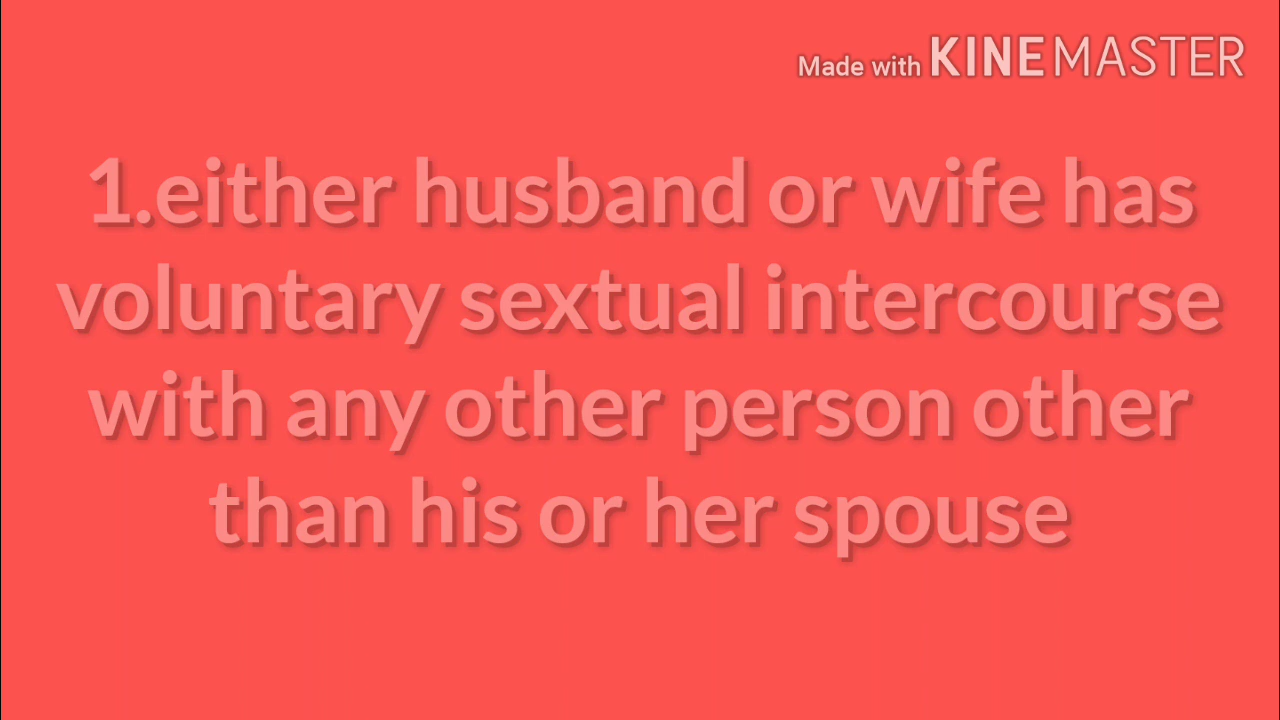 Made with KINEMASTER
1.either husband or wife has
voluntary sextual intercourse
with any other person other
than his or her spouse